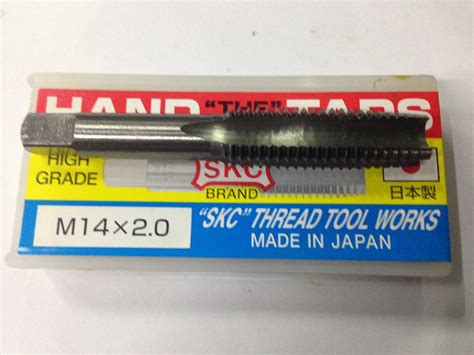 HAND "THE" TAPS
HIGH
GRADE
SKC
BRAND
日本製
M14×2.0
"SKC" THREAD TOOL WORKS
MADE IN JAPAN